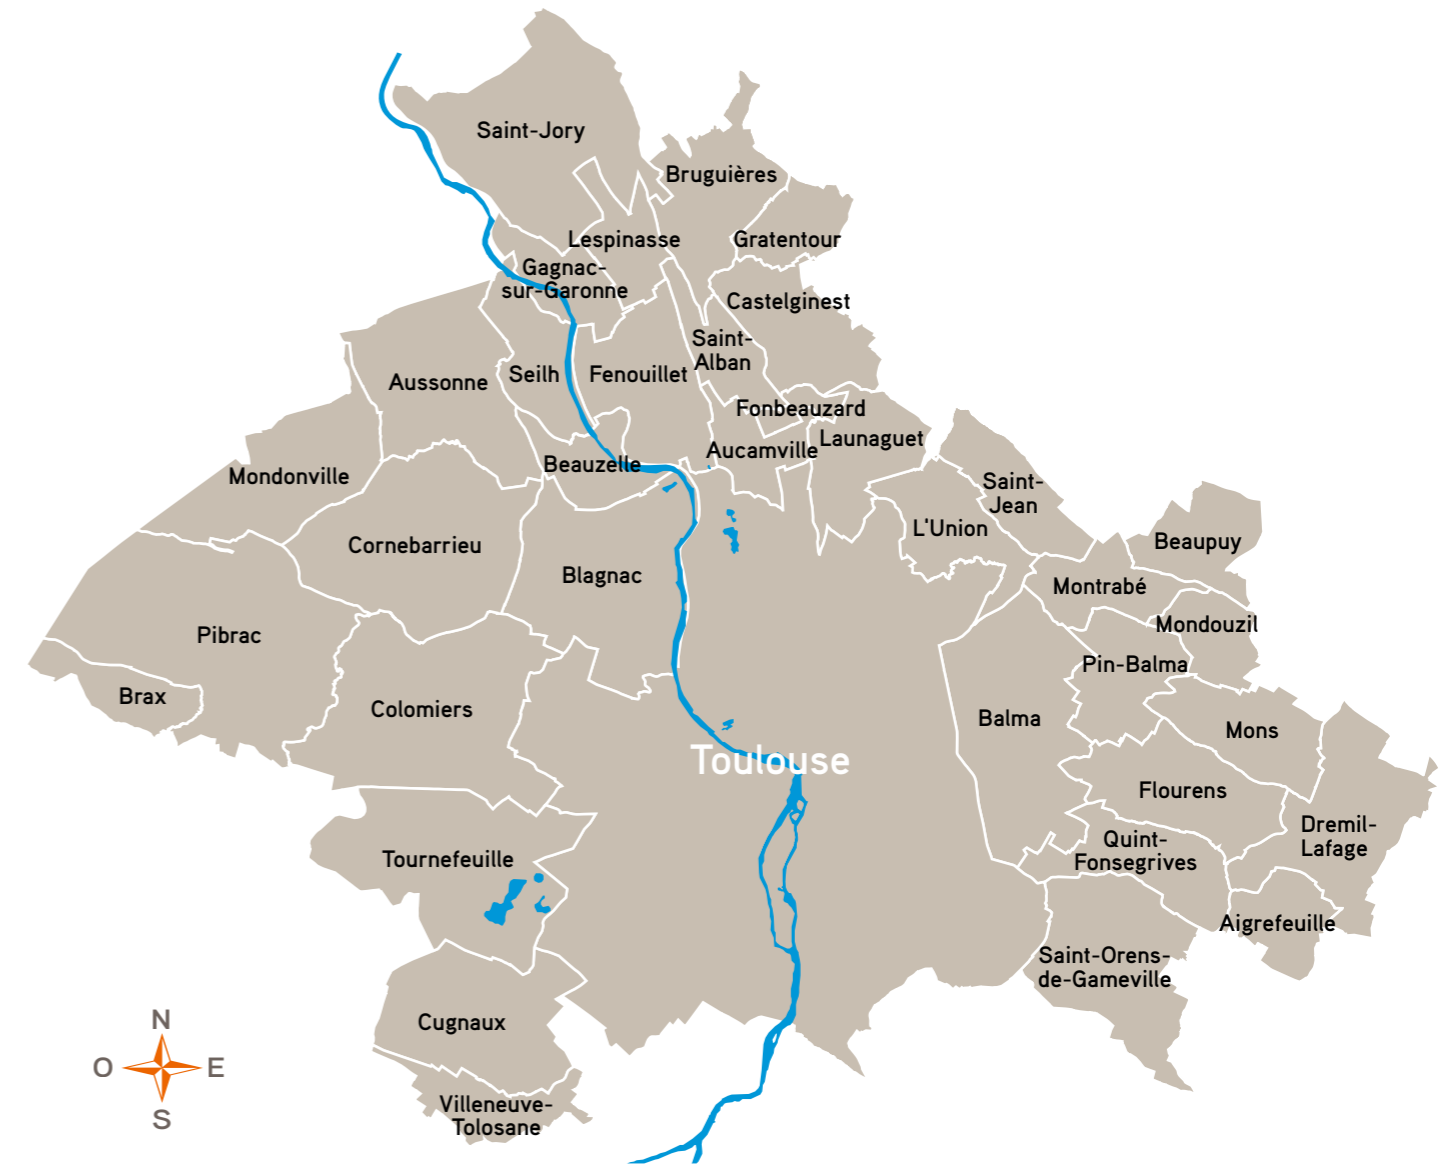 Saint-Jory
Bruguières
Lespinasse
Gratentour
Gagnac-
sur-Garonne
Castelginest
Saint-
Alban
Aussonne
Seilh
Fenouillet
Fonbeauzard
Launaguet
Aucamville
Beauzelle
Mondonville
Saint-
Jean
L'Union
Cornebarrieu
Beaupuy
Blagnac
Montrabé
Mondouzil
Pibrac
Pin-Balma
Brax
Colomiers
Balma
Mons
Toulouse
Flourens
Dremil-
Lafage
Quint-
Fonsegrives
Tournefeuille
Aigrefeuille
Saint-Orens-
de-Gameville
Cugnaux
N
O
E
S
Villeneuve-
Tolosane